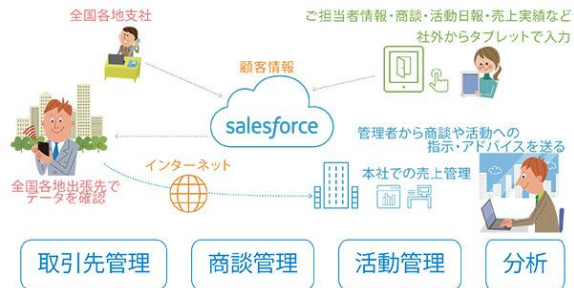 全国各地支社
ご担当者情報・商談・活動日報・売上実績など
社外からタブレットで入力
顧客情報
salesforce
管理者から商談や活動への
指示・アドバイスを送る
インターネット
本社での売上管理
全国各地出張先で
データを確認
取引先管理
商談管理
活動管理
分析